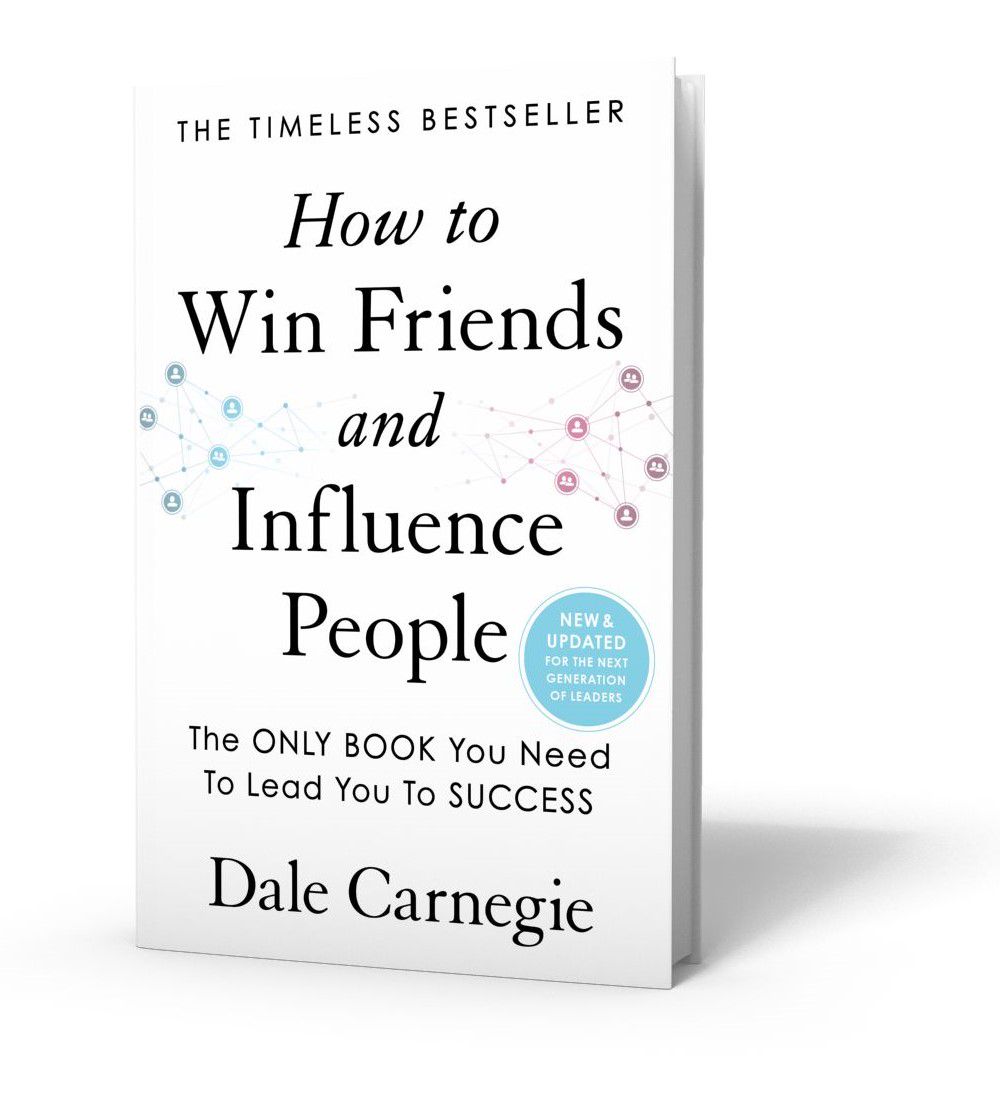 THE TIMELESS BESTSELLER
How to
Win Friends
and
Influence
People
NEW &
UPDATED
FOR THE NEXT
GENERATION
OF LEADERS
The ONLY BOOK You Need
To Lead You To SUCCESS
Dale Carnegie